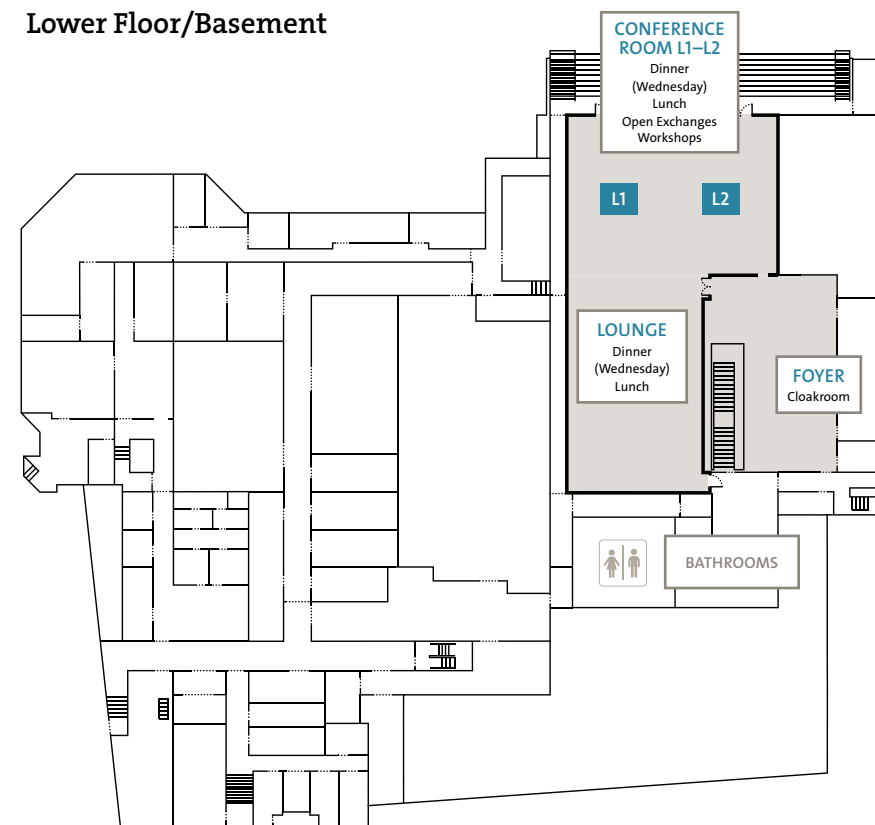 Lower Floor/Basement
CONFERENCE
ROOM L1–L2
Dinner
(Wednesday)
Lunch
Open Exchanges
Workshops
L1
L2
LOUNGE
Dinner
(Wednesday)
Lunch
FOYER
Cloakroom
BATHROOMS